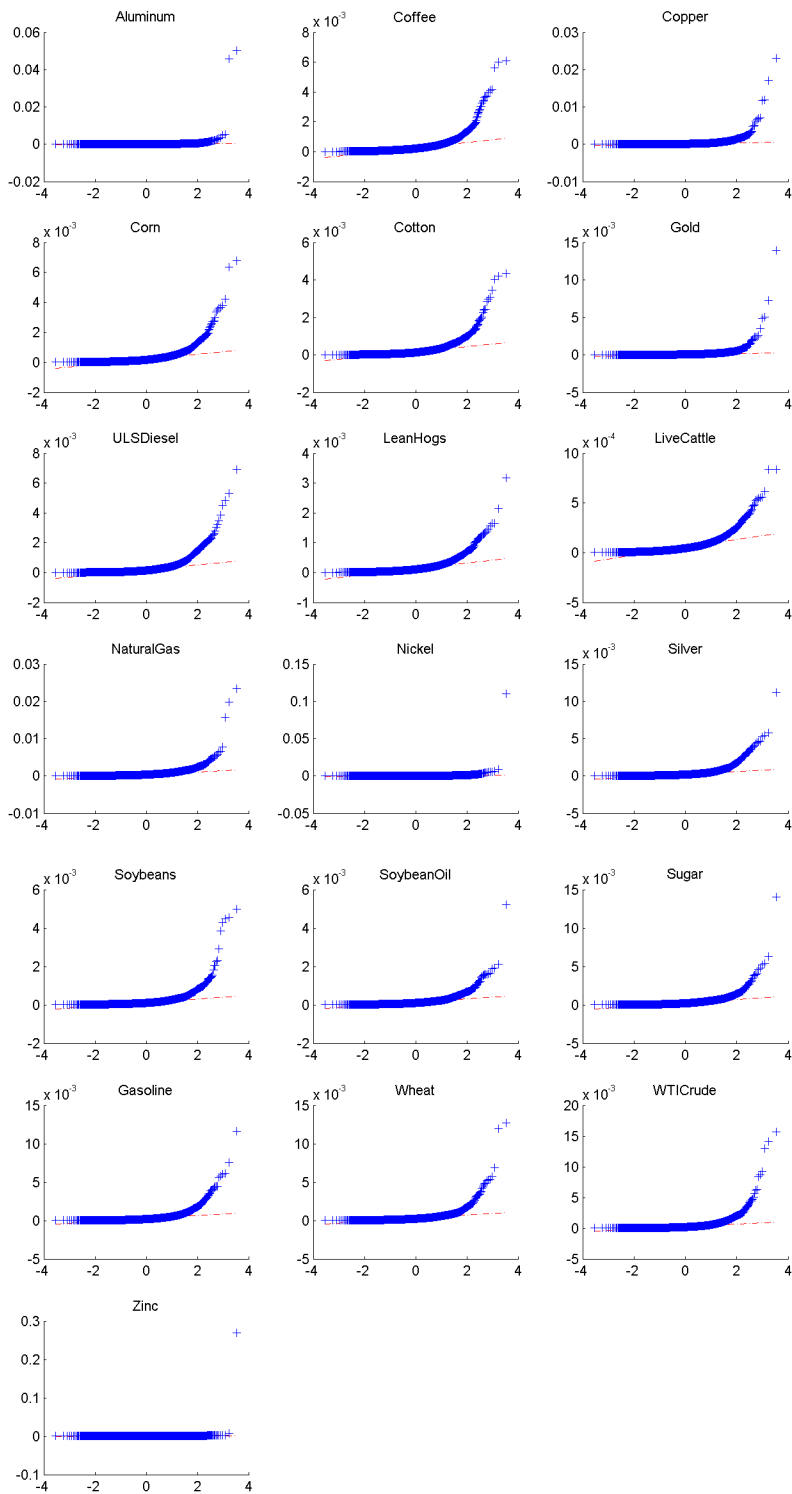 Aluminum Coffee Copper
0.06 8 x 10-3 0.03
0.04 6 0.02
0.02 4 0.01
0 2 0
-0.02 0 -0.01
-2
-4 -2 0 2 4 -4 -2 0 2 4 -4 -2 0 2 4
Corn Cotton Gold
8 x 10-3 6 x 10-3 15 x 10-3
6 4 10
4 2 5
2 0 0
0 -2 -5
-2
-4 -2 0 2 4 -4 -2 0 2 4 -4 -2 0 2 4
ULSDiesel LeanHogs LiveCattle
8 x 10-3 4 x 10-3 10 x 10-4
6 3 5
4 2 0
2 1 -5
0 0
-2 -1
-4 -2 0 2 4 -4 -2 0 2 4 -4 -2 0 2 4
NaturalGas Nickel Silver
0.03 0.15 15 x 10-3
0.02 0.1 10
0.01 0.05 5
0 0 0
-0.01 -0.05 -5
-4 -2 0 2 4 -4 -2 0 2 4 -4 -2 0 2 4
Soybeans SoybeanOil Sugar
6 x 10-3 6 x 10-3 15 x 10-3
4 4 10
2 2 5
0 0 0
-2 -2 -5
-4 -2 0 2 4 -4 -2 0 2 4 -4 -2 0 2 4
Gasoline Wheat WTICrude
15 x 10-3 15 x 10-3 20 x 10-3
10 10 15
5 5 10
0 0 5
-5 -5 0
-5
-4 -2 0 2 4 -4 -2 0 2 4 -4 -2 0 2 4
Zinc
0.3
0.2
0.1
0
-0.1
-4 -2 0 2 4